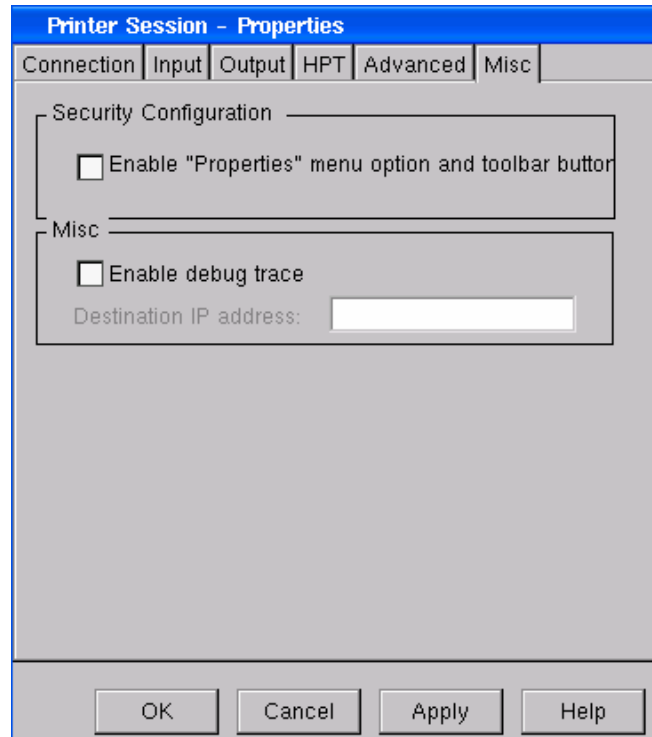 Printer Session - Properties
Connection Input Output HPT Advanced Misc
Security Configuration
Enable "Properties" menu option and toolbar button
Misc
Enable debug trace
Destination IP address:
OK Cancel Apply Help